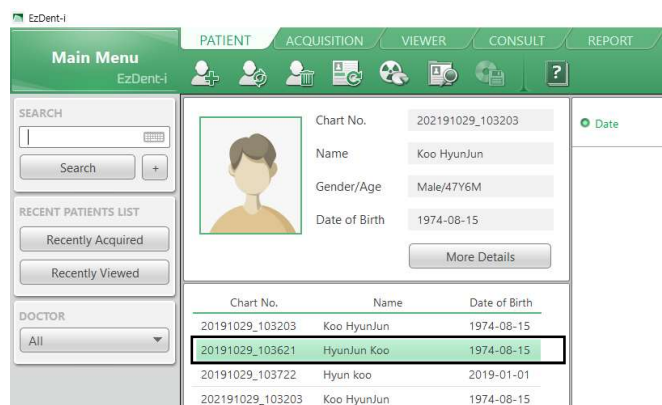 EzDent-i
Main Menu
EzDent-i
PATIENT ACQUISITION VIEWER CONSULT REPORT
?
SEARCH
Search +
RECENT PATIENTS LIST
Recently Acquired
Recently Viewed
DOCTOR
All
Chart No. 202191029_103203
Name Koo HyunJun
Gender/Age Male/47Y6M
Date of Birth 1974-08-15
More Details
Date
Chart No. Name Date of Birth
20191029_103203 Koo HyunJun 1974-08-15
20191029_103621 HyunJun Koo 1974-08-15
20191029_103722 Hyun koo 2019-01-01
202191029_103203 Koo HyunJun 1974-08-15